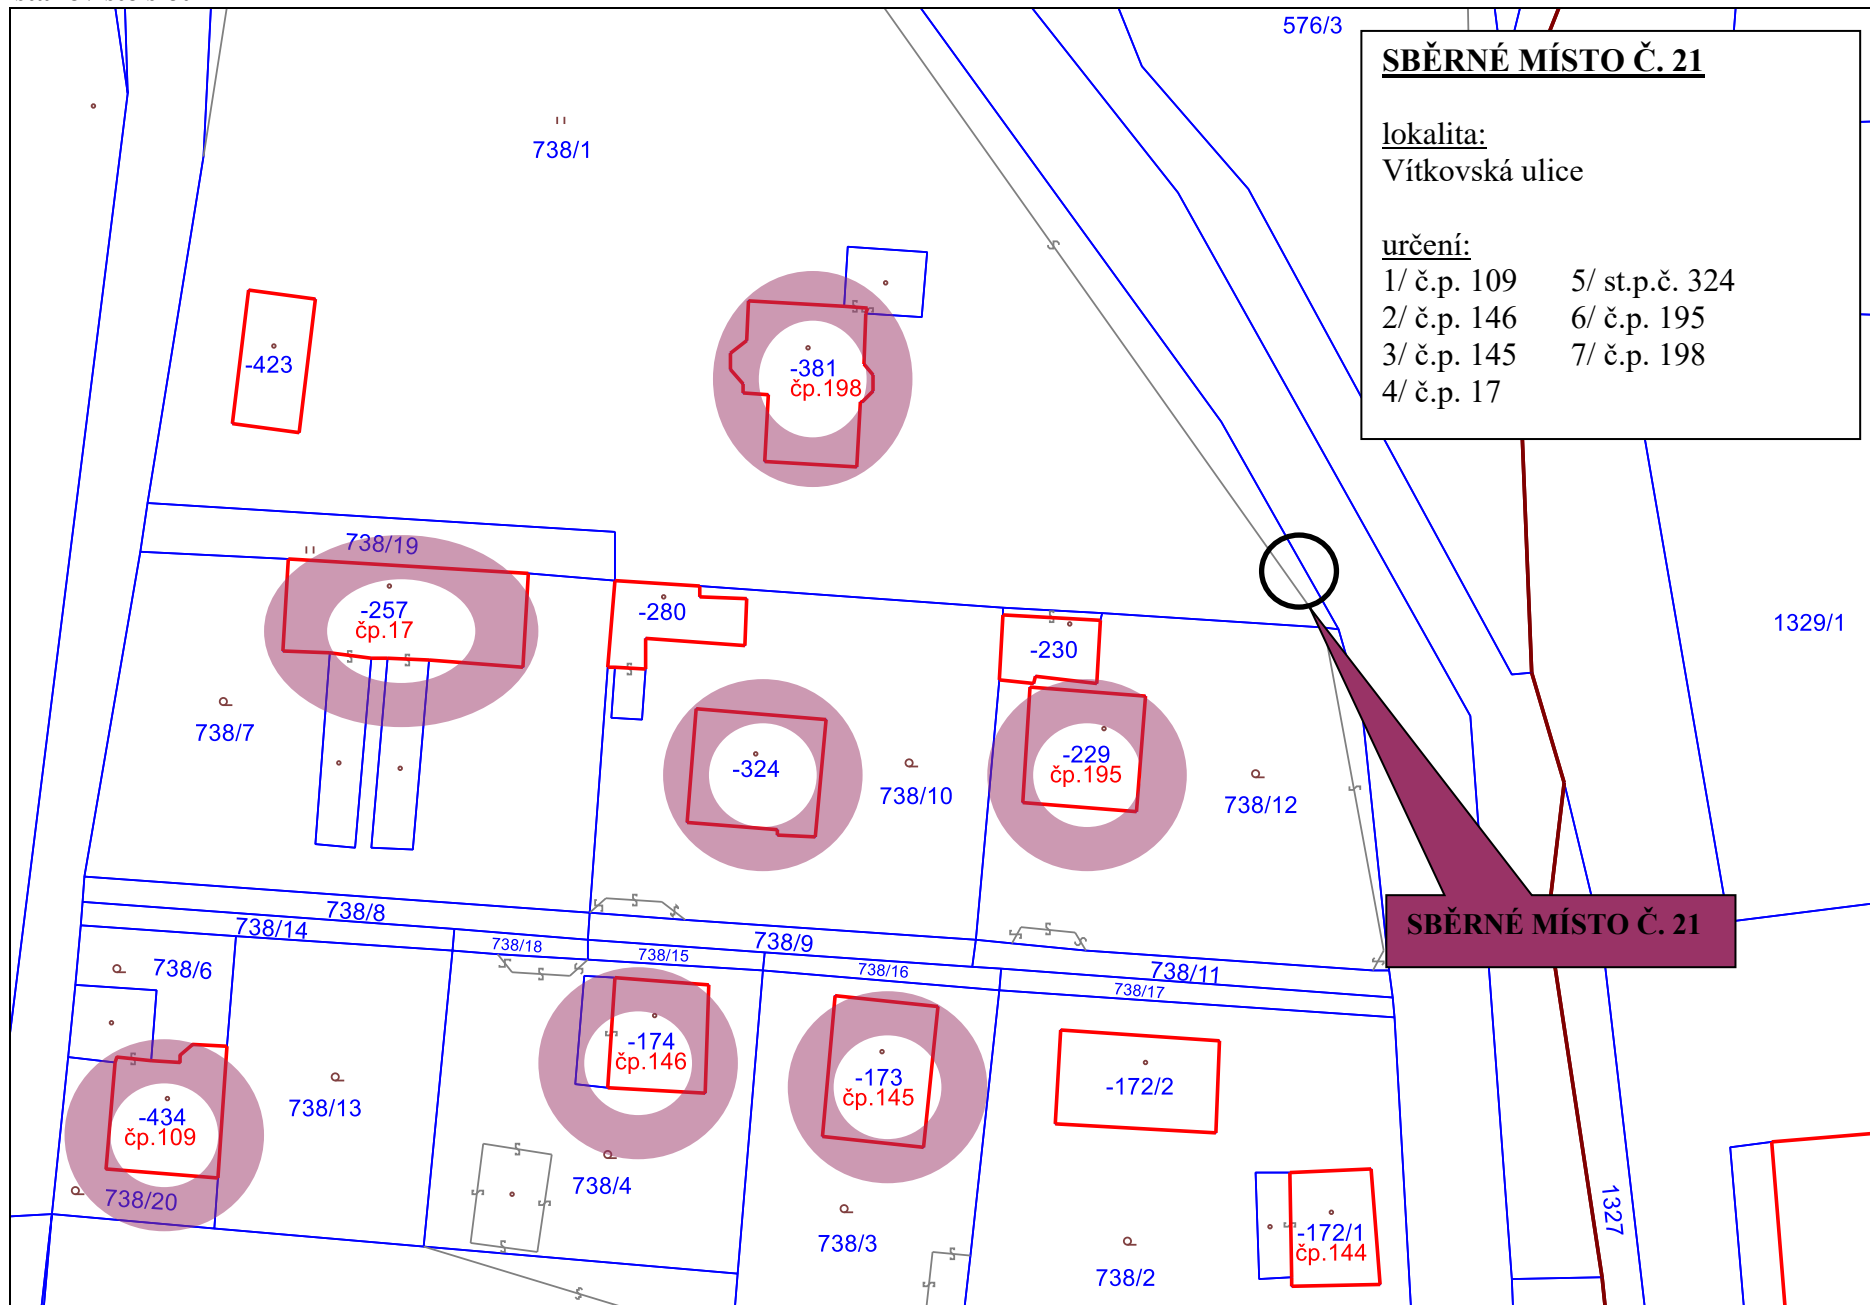 576/3
SBĚRNÉ MÍSTO Č. 21
lokalita:
Vítkovská ulice
určení:
1/ č.p. 109 5/ st.p.č. 324
2/ č.p. 146 6/ č.p. 195
3/ č.p. 145 7/ č.p. 198
4/ č.p. 17
738/1
-423
-381
čp.198
738/19
-257
čp.17
-280
-230
1329/1
738/7
-324
738/10
-229
čp.195
738/12
738/8
738/14
738/18
738/9
738/15
738/16
738/11
738/17
SBĚRNÉ MÍSTO Č. 21
738/6
-174
čp.146
-173
čp.145
-172/2
-434
čp.109
738/13
738/20
738/4
738/3
738/2
-172/1
čp.144
1327